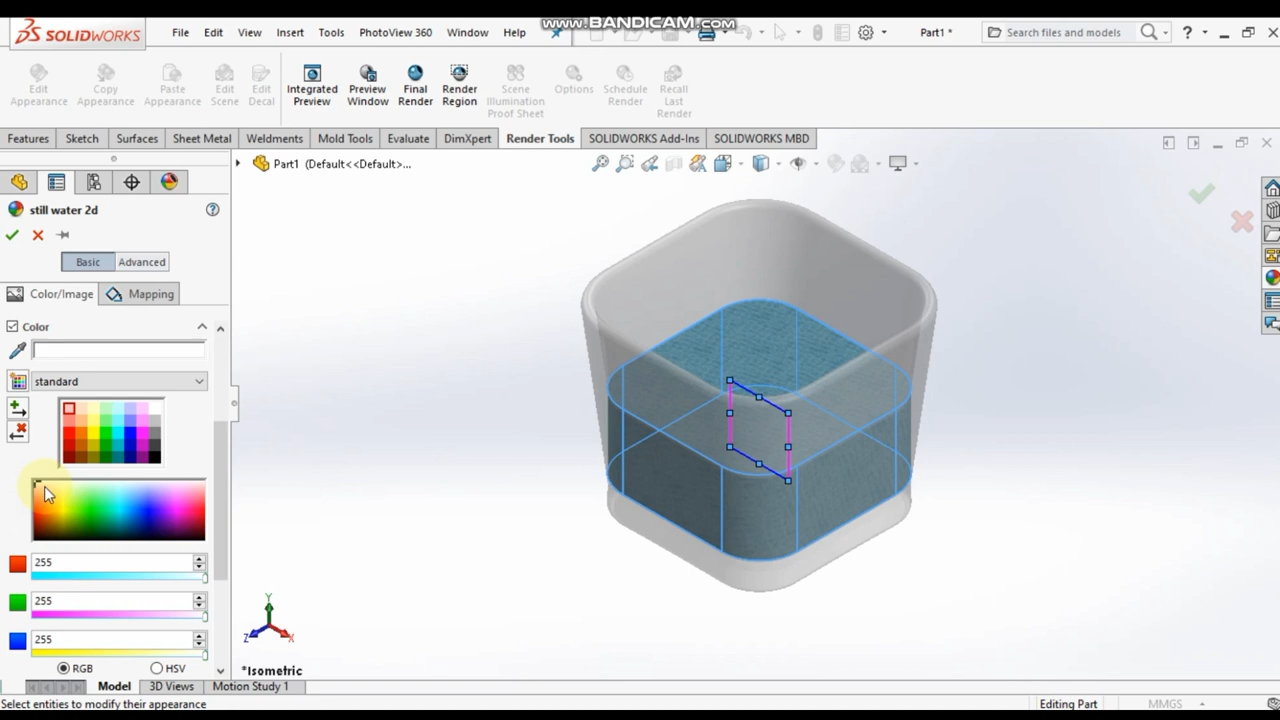 www.BANDICAM.com
SOLIDWORKS File Edit View Insert Tools PhotoView 360 Window Help Part1 * Search files and models ?
Edit Appearance
Copy Appearance
Paste Appearance
Edit Scene
Edit Decal
Integrated Preview
Preview Window
Final Render
Render Region
Scene Illumination Proof Sheet
Options
Schedule Render
Recall Last Render
Features Sketch Surfaces Sheet Metal Weldments Mold Tools Evaluate DimXpert Render Tools SOLIDWORKS Add-Ins SOLIDWORKS MBD
Part1 (Default<<Default>...
still water 2d
Basic Advanced
Color/Image Mapping
Color
standard
255
255
255
RGB HSV
Y
Z X
*Isometric
Model 3D Views Motion Study 1
Select entities to modify their appearance Editing Part MMGS